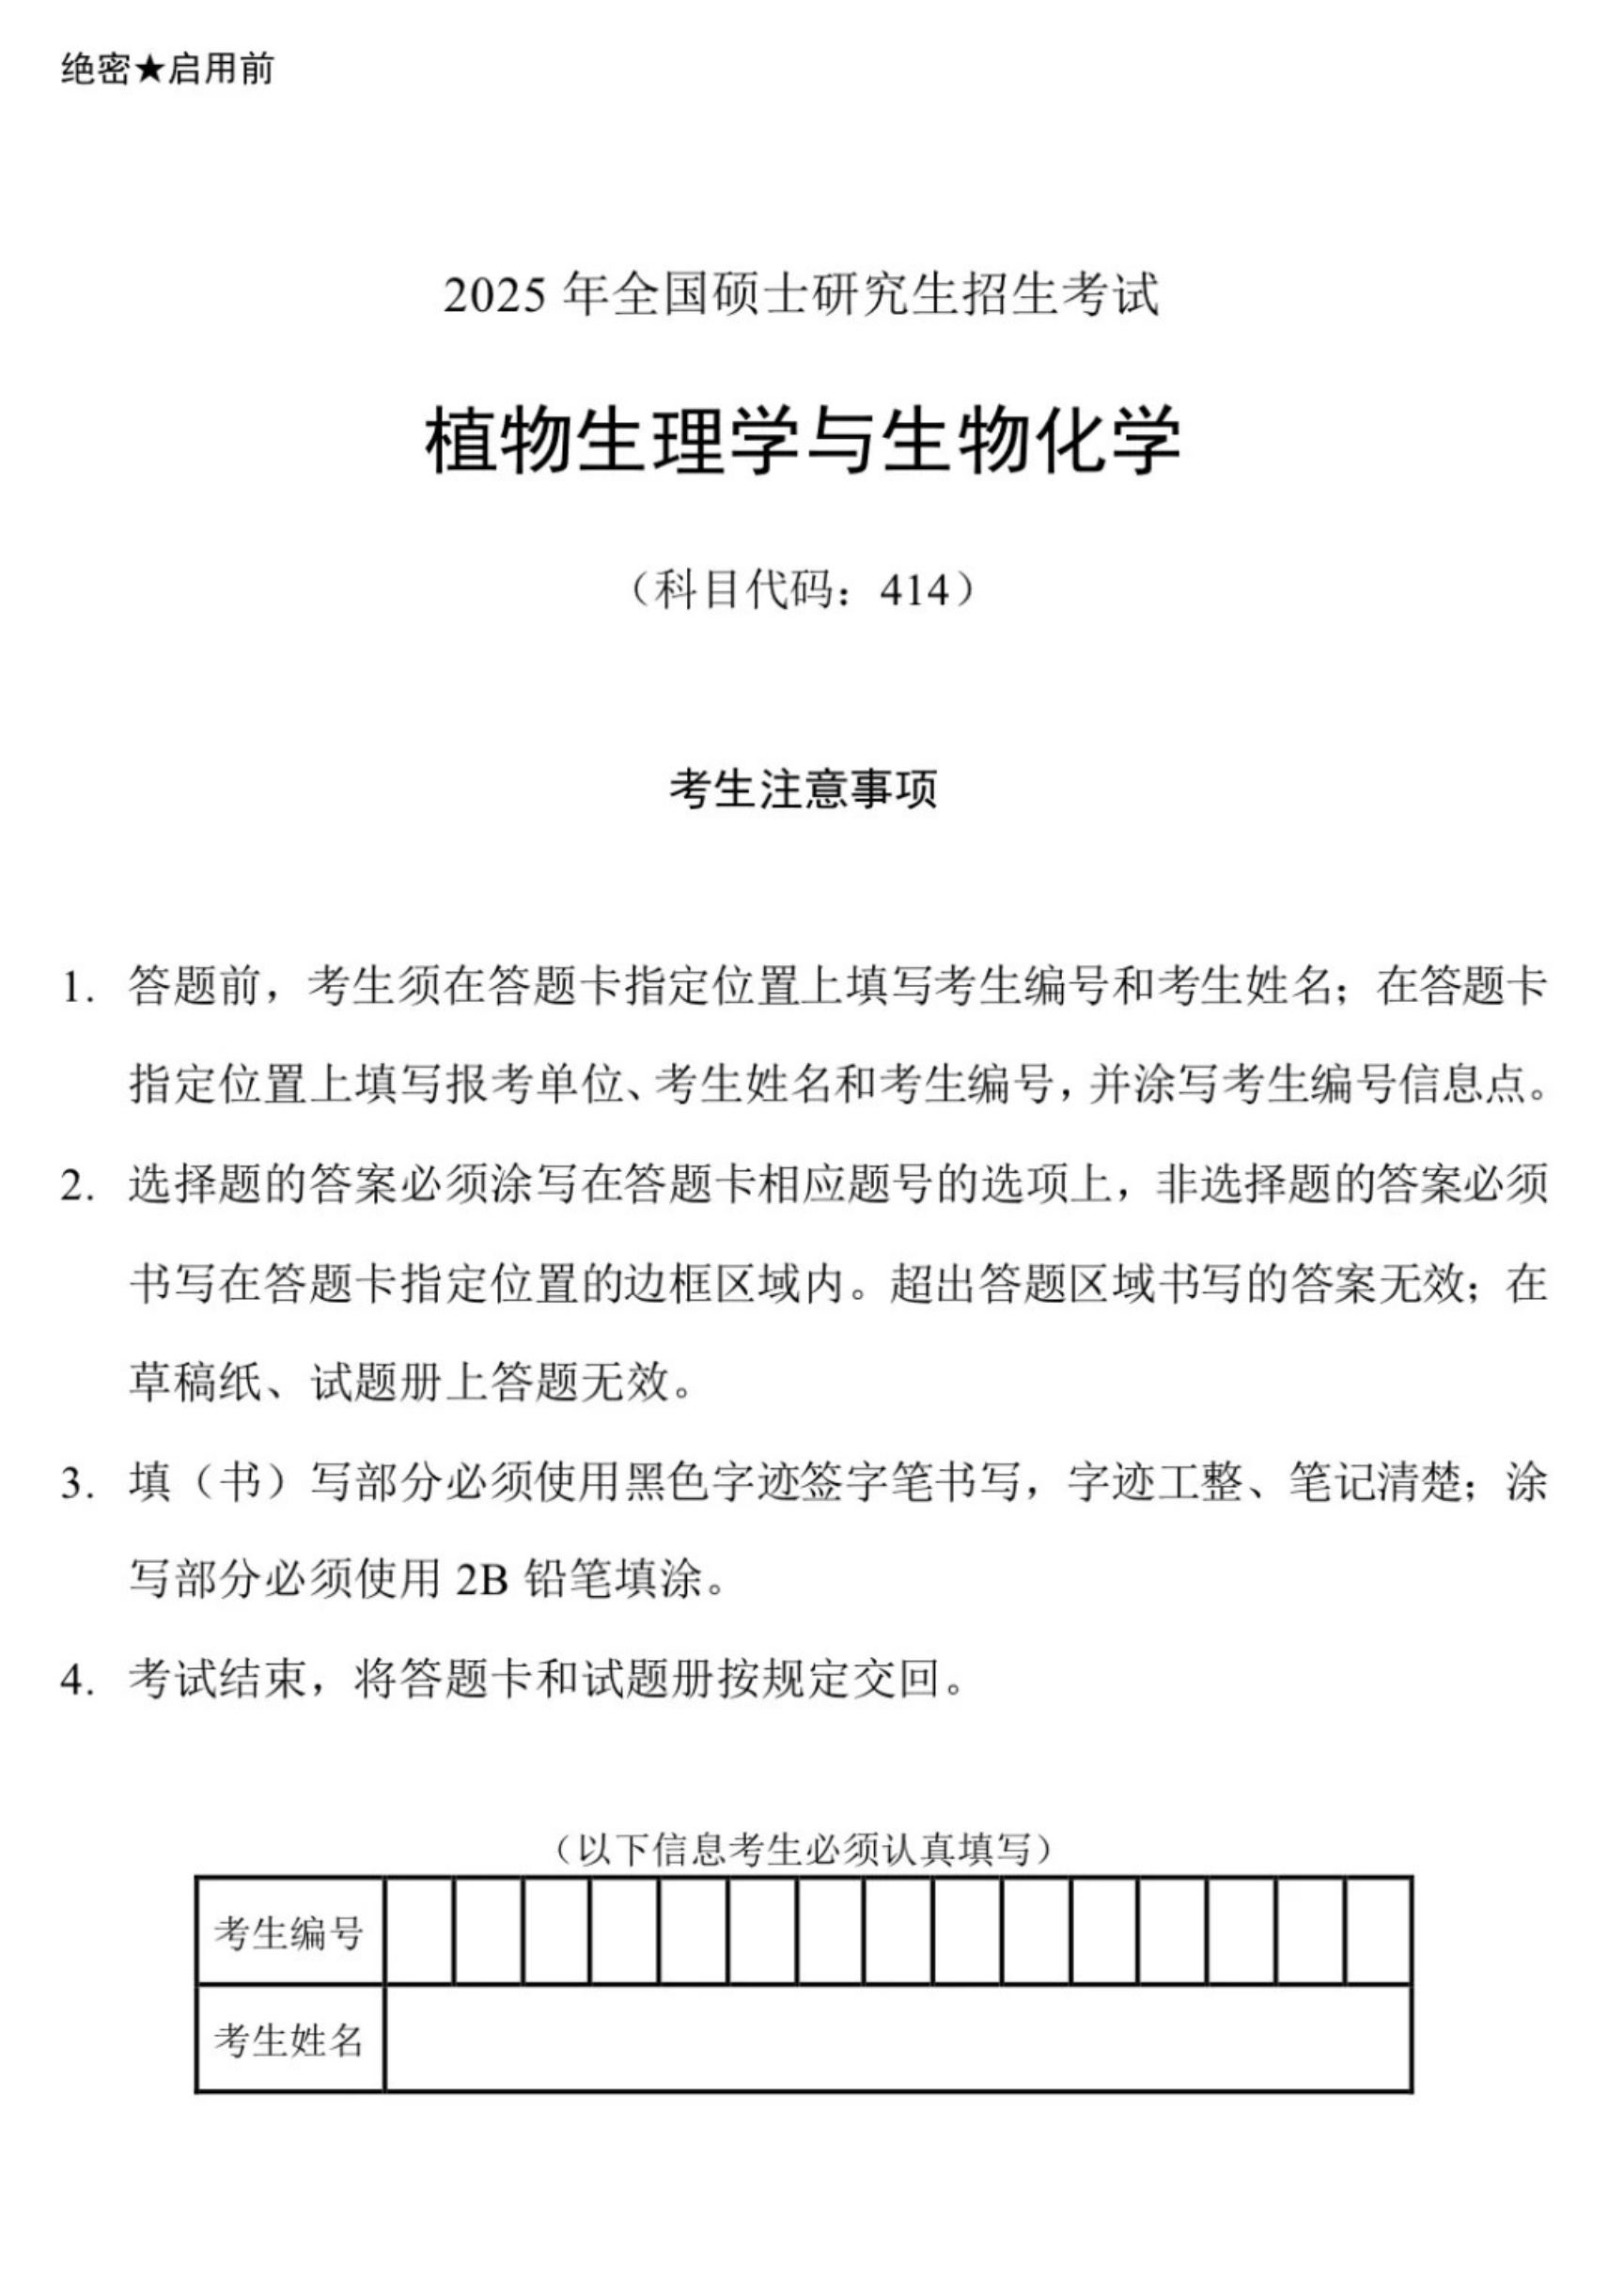 绝密★启用前
2025 年全国硕士研究生招生考试
植物生理学与生物化学
（科目代码：414）
考生注意事项
1. 答题前，考生须在答题卡指定位置上填写考生编号和考生姓名；在答题卡
指定位置上填写报考单位、考生姓名和考生编号，并涂写考生编号信息点。
2. 选择题的答案必须涂写在答题卡相应题号的选项上，非选择题的答案必须
书写在答题卡指定位置的边框区域内。超出答题区域书写的答案无效；在
草稿纸、试题册上答题无效。
3. 填（书）写部分必须使用黑色字迹签字笔书写，字迹工整、笔记清楚；涂
写部分必须使用 2B 铅笔填涂。
4. 考试结束，将答题卡和试题册按规定交回。
（以下信息考生必须认真填写）
考生编号
考生姓名